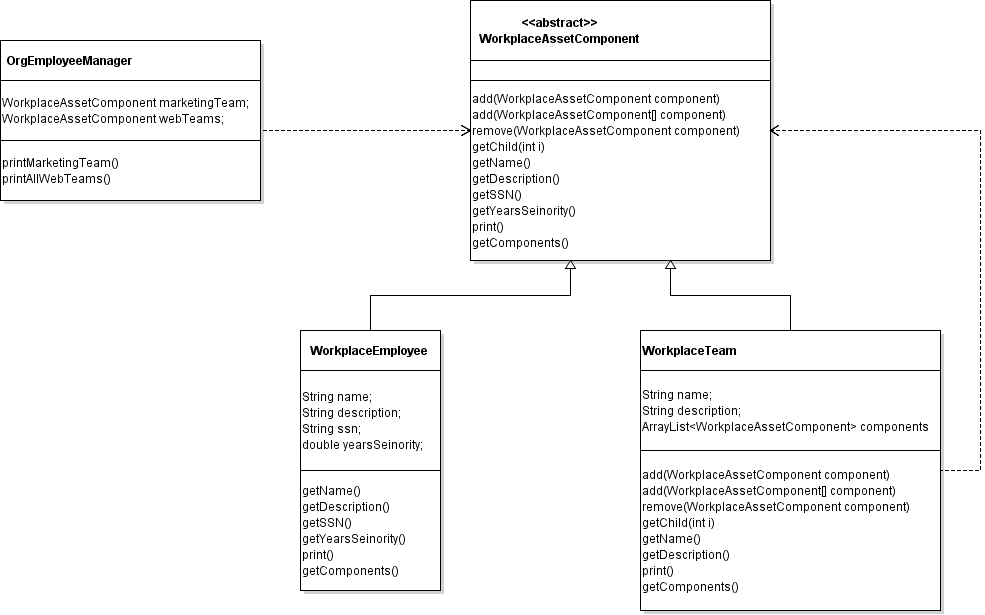 <<abstract>>
WorkplaceAssetComponent
add(WorkplaceAssetComponent component)
add(WorkplaceAssetComponent[] component)
remove(WorkplaceAssetComponent component)
getChild(int i)
getName()
getDescription()
getSSN()
getYearsSeinority()
print()
getComponents()
OrgEmployeeManager
WorkplaceAssetComponent marketingTeam;
WorkplaceAssetComponent webTeams;
printMarketingTeam()
printAllWebTeams()
WorkplaceEmployee
String name;
String description;
String ssn;
double yearsSeinority;
getName()
getDescription()
getSSN()
getYearsSeinority()
print()
getComponents()
WorkplaceTeam
String name;
String description;
ArrayList<WorkplaceAssetComponent> components
add(WorkplaceAssetComponent component)
add(WorkplaceAssetComponent[] component)
remove(WorkplaceAssetComponent component)
getChild(int i)
getName()
getDescription()
print()
getComponents()